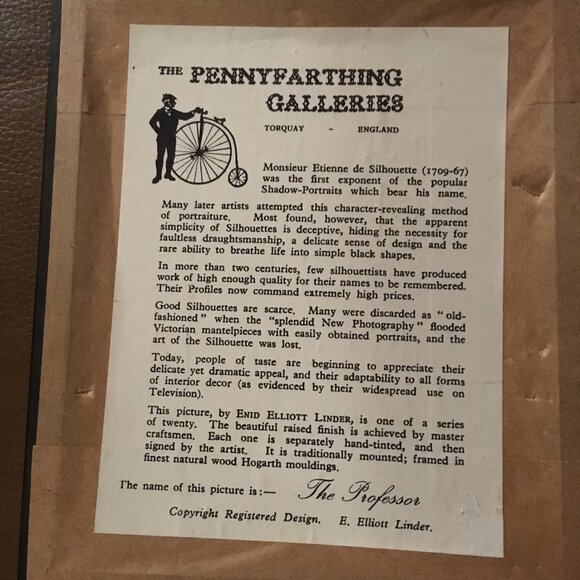 THE PENNYFARTHING
GALLERIES
TORQUAY - ENGLAND
Monsieur Etienne de Silhouette (1709-67)
was the first exponent of the popular
Shadow-Portraits which bear his name.
Many later artists attempted this character-revealing method
of portraiture. Most found, however, that the apparent
simplicity of Silhouettes is deceptive, hiding the necessity for
faultless draughtsmanship, a delicate sense of design and the
rare ability to breathe life into simple black shapes.
In more than two centuries, few silhouettists have produced
work of high enough quality for their names to be remembered.
Their Profiles now command extremely high prices.
Good Silhouettes are scarce. Many were discarded as "old-
fashioned" when the "splendid New Photography" flooded
Victorian mantelpieces with easily obtained portraits, and the
art of the Silhouette was lost.
Today, people of taste are beginning to appreciate their
delicate yet dramatic appeal, and their adaptability to all forms
of interior decor (as evidenced by their widespread use on
Television).
This picture, by ENID ELLIOTT LINDER, is one of a series
of twenty. The beautiful raised finish is achieved by master
craftsmen. Each one is separately hand-tinted, and then
signed by the artist. It is traditionally mounted; framed in
finest natural wood Hogarth mouldings.
The name of this picture is :— The Professor
Copyright Registered Design. E. Elliott Linder.